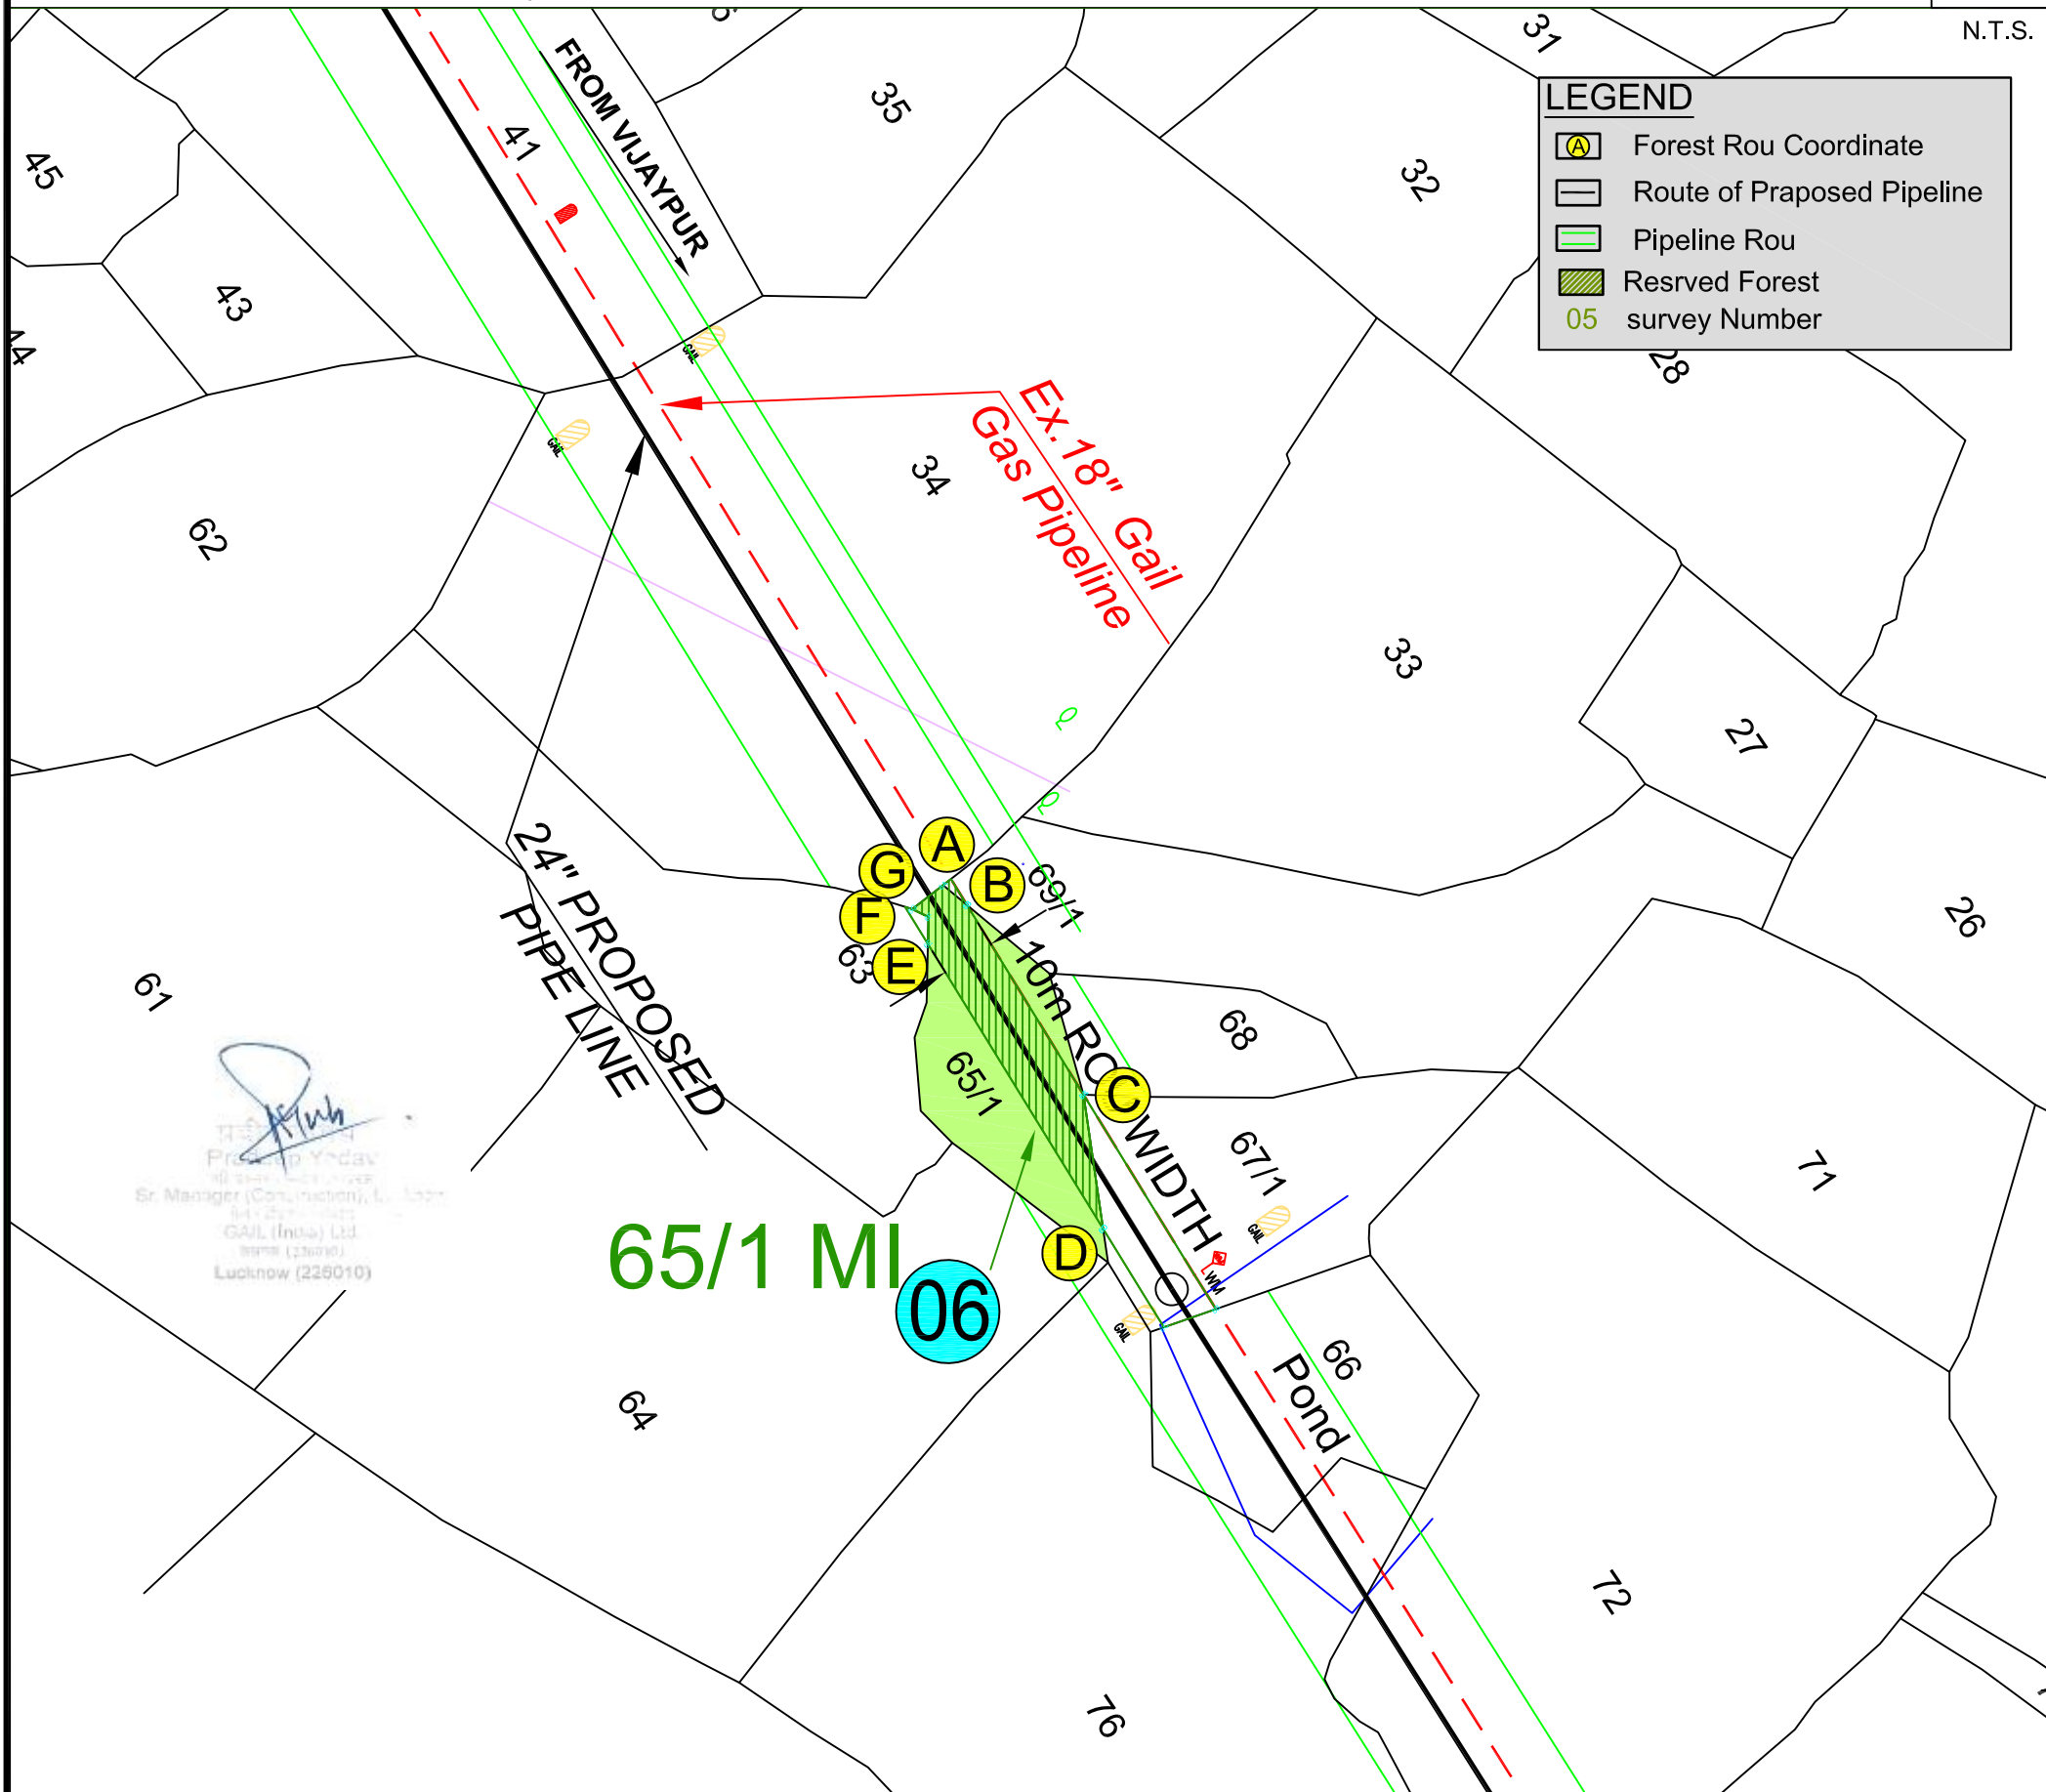 N.T.S.
LEGEND
A Forest Rou Coordinate
Route of Praposed Pipeline
Pipeline Rou
Resrved Forest
05 survey Number
31
35
32
45
41
FROM VIJAYPUR
43
44
28
GAIL
GAIL
Ex.18" Gail
Gas Pipeline
34
62
33
27
Q
Q
26
24" PROPOSED
PIPE LINE
A
G
B
F
E
69/1
63
61
10m ROU WIDTH
68
65/1
C
67/1
71
GAIL
65/1 MI
D
06
WM
GAIL
66
Pond
64
72
76
Sr. Manager (Construction),
GAIL (India) Ltd.
Lucknow (226010)